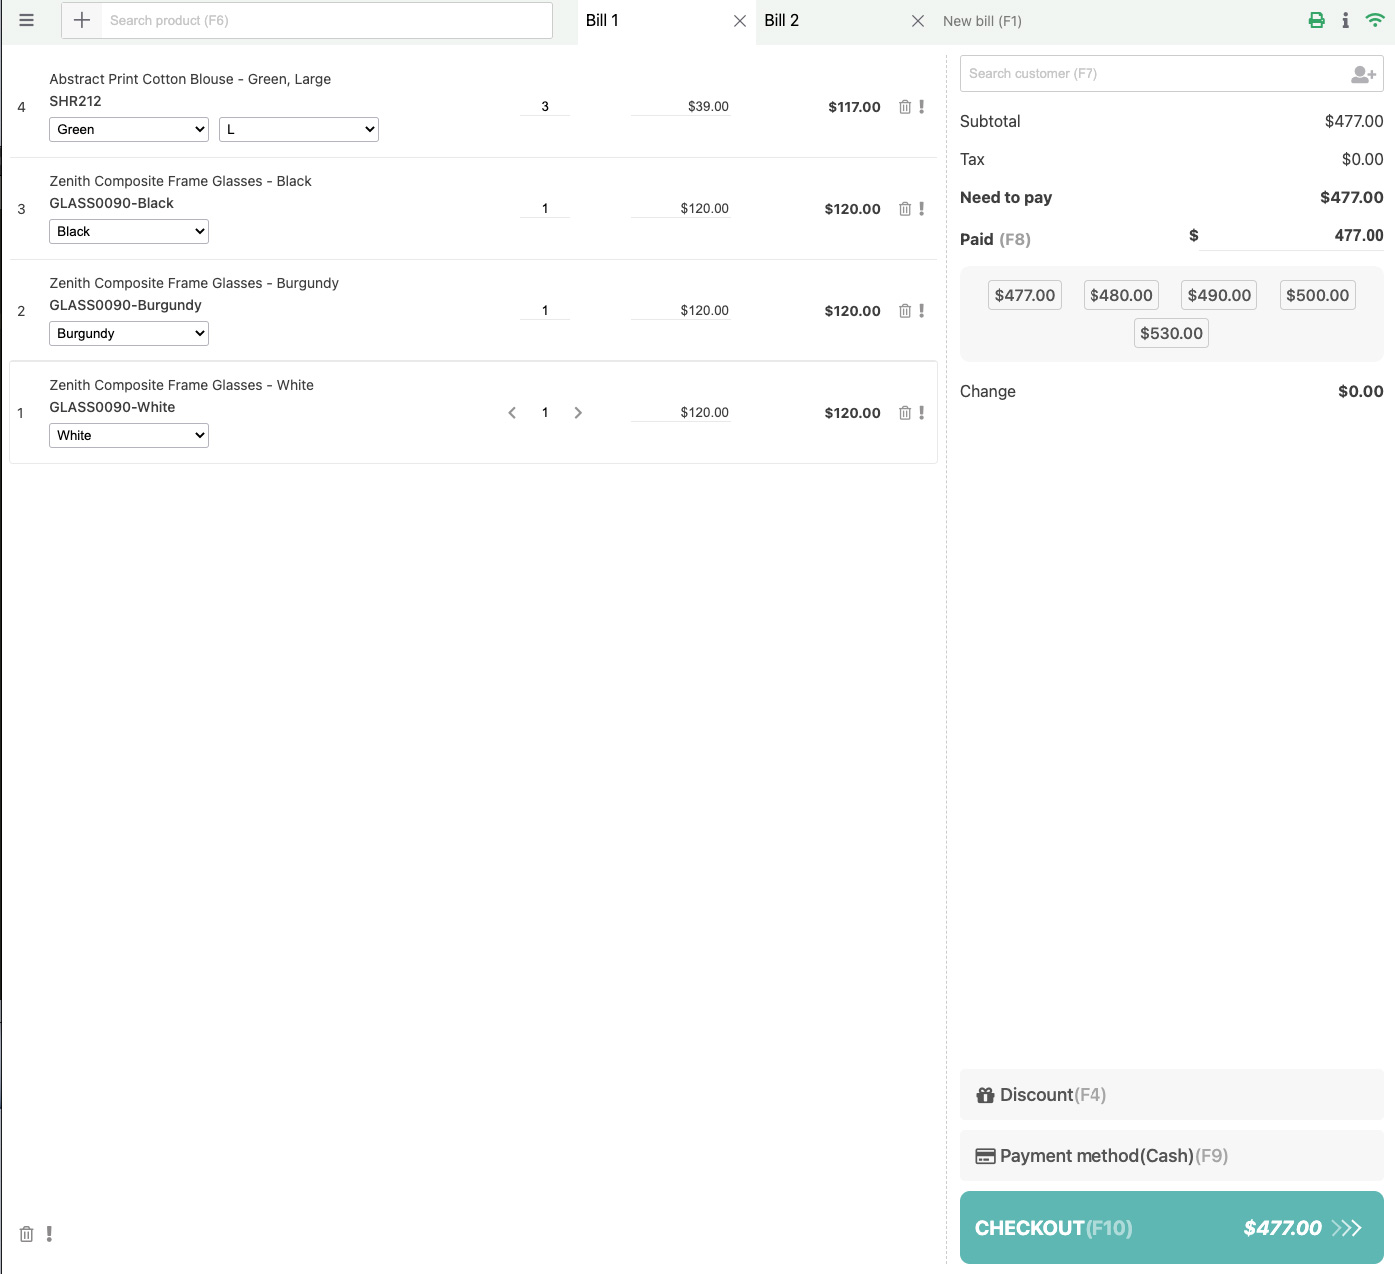 Search product (F6)
Bill 1
Bill 2
New bill (F1)
4
Abstract Print Cotton Blouse - Green, Large
SHR212
Green
L
3
$39.00
$117.00
3
Zenith Composite Frame Glasses - Black
GLASS0090-Black
Black
1
$120.00
$120.00
2
Zenith Composite Frame Glasses - Burgundy
GLASS0090-Burgundy
Burgundy
1
$120.00
$120.00
1
Zenith Composite Frame Glasses - White
GLASS0090-White
White
1
$120.00
$120.00
Search customer (F7)
Subtotal $477.00
Tax $0.00
Need to pay $477.00
Paid (F8) $ 477.00
$477.00 $480.00 $490.00 $500.00
$530.00
Change $0.00
Discount(F4)
Payment method(Cash)(F9)
CHECKOUT(F10) $477.00